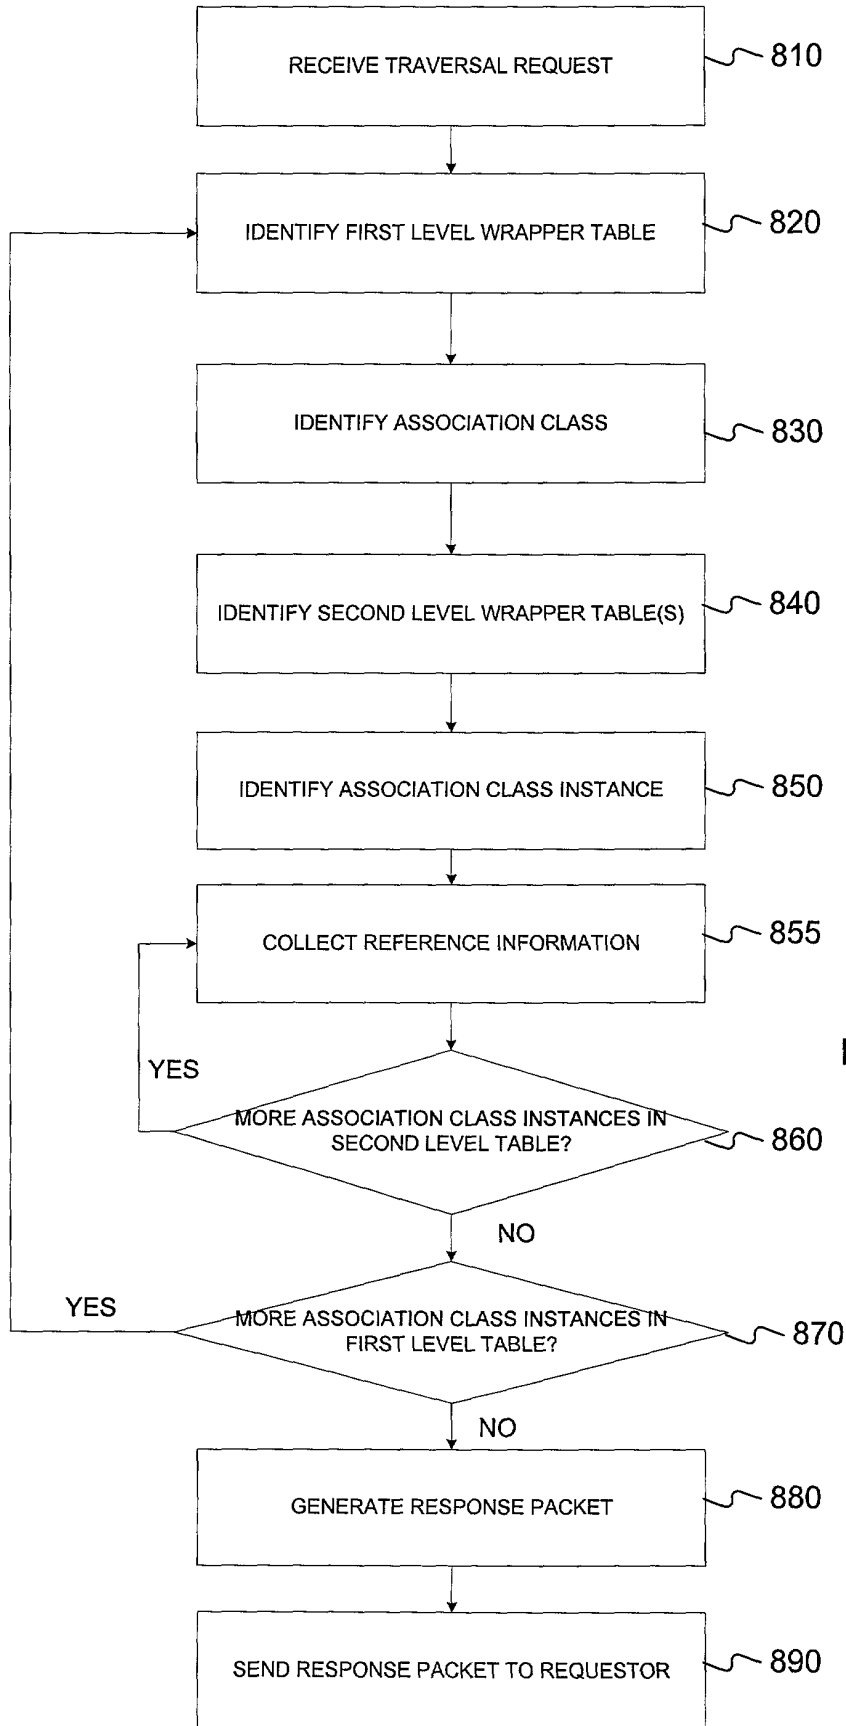 RECEIVE TRAVERSAL REQUEST
810
IDENTIFY FIRST LEVEL WRAPPER TABLE
820
IDENTIFY ASSOCIATION CLASS
830
IDENTIFY SECOND LEVEL WRAPPER TABLE(S)
840
IDENTIFY ASSOCIATION CLASS INSTANCE
850
COLLECT REFERENCE INFORMATION
855
YES
MORE ASSOCIATION CLASS INSTANCES IN
SECOND LEVEL TABLE?
860
NO
YES
MORE ASSOCIATION CLASS INSTANCES IN
FIRST LEVEL TABLE?
870
NO
GENERATE RESPONSE PACKET
880
SEND RESPONSE PACKET TO REQUESTOR
890